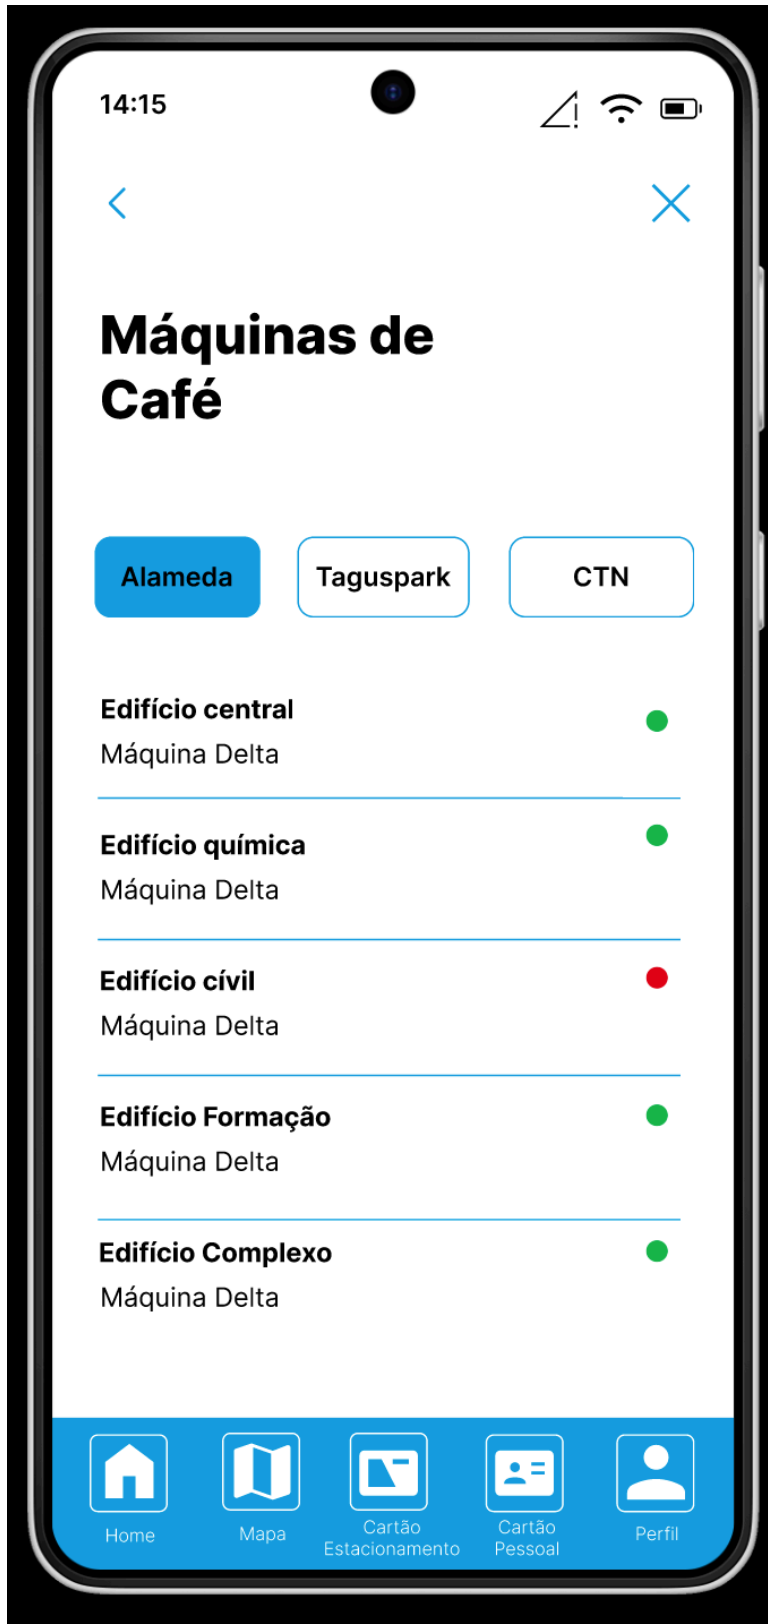 14:15
Máquinas de
Café
Alameda
Taguspark
CTN
Edifício central
Máquina Delta
Edifício química
Máquina Delta
Edifício cívil
Máquina Delta
Edifício Formação
Máquina Delta
Edifício Complexo
Máquina Delta
Home
Mapa
Cartão
Estacionamento
Cartão
Pessoal
Perfil